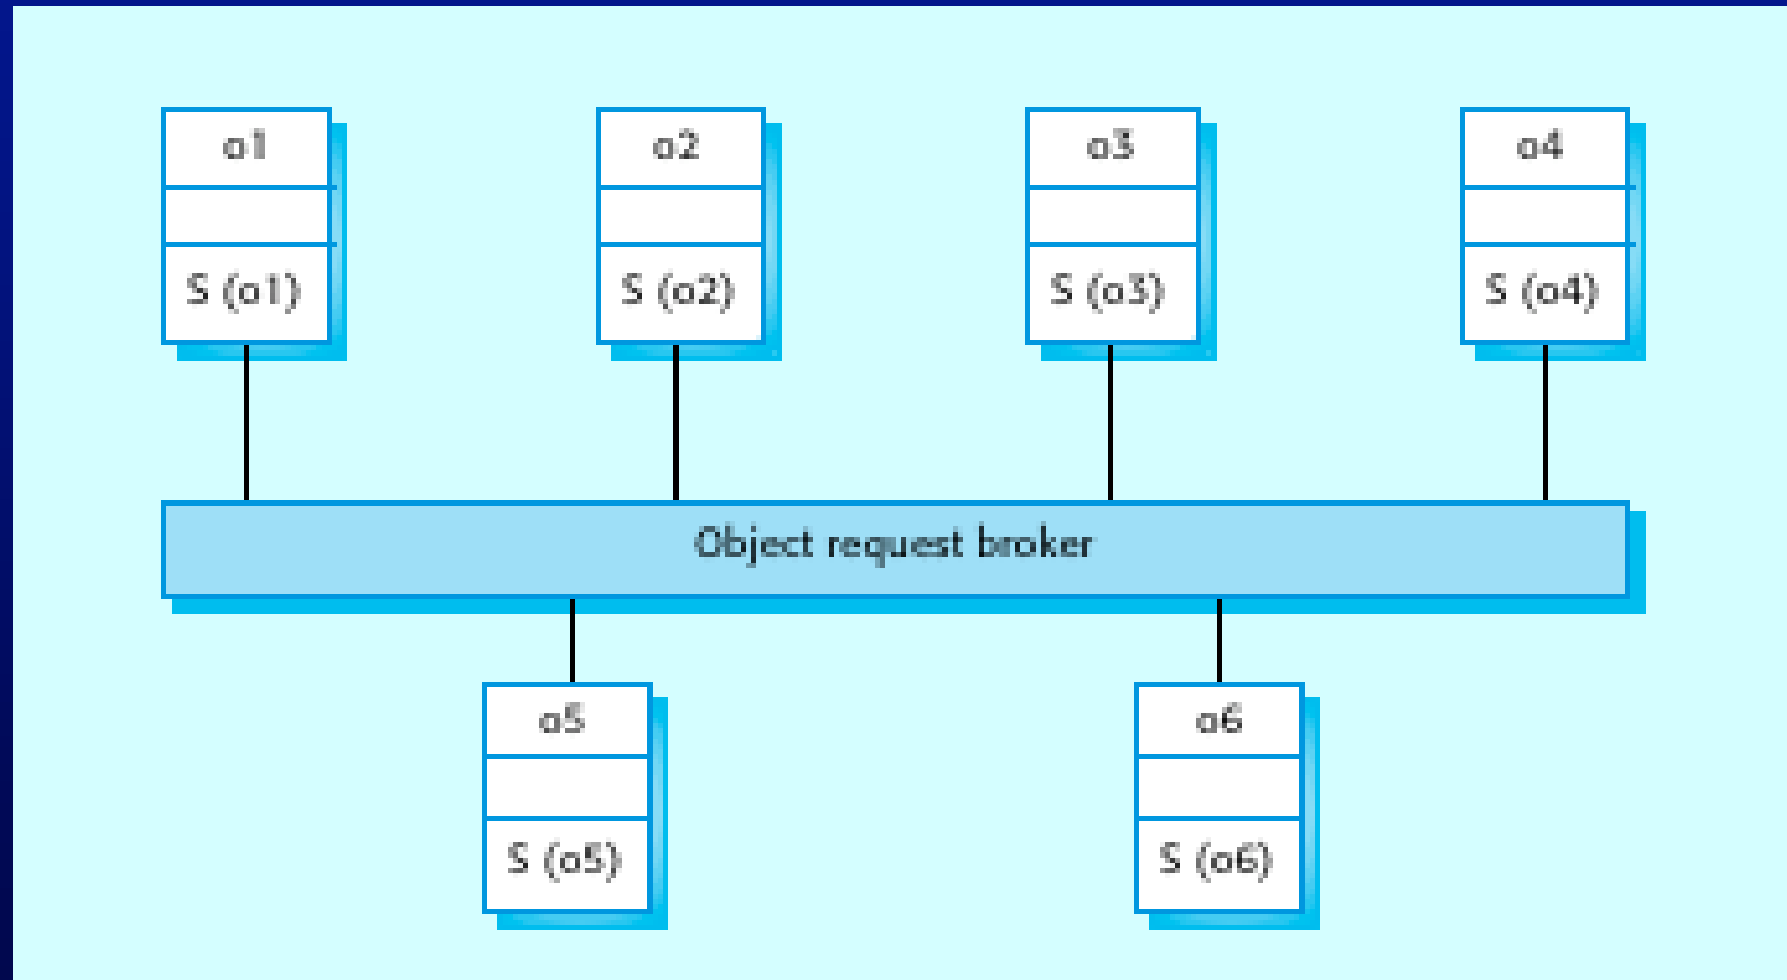 o1
o2
o3
o4
S (o1)
S (o2)
S (o3)
S (o4)
Object request broker
o5
o6
S (o5)
S (o6)